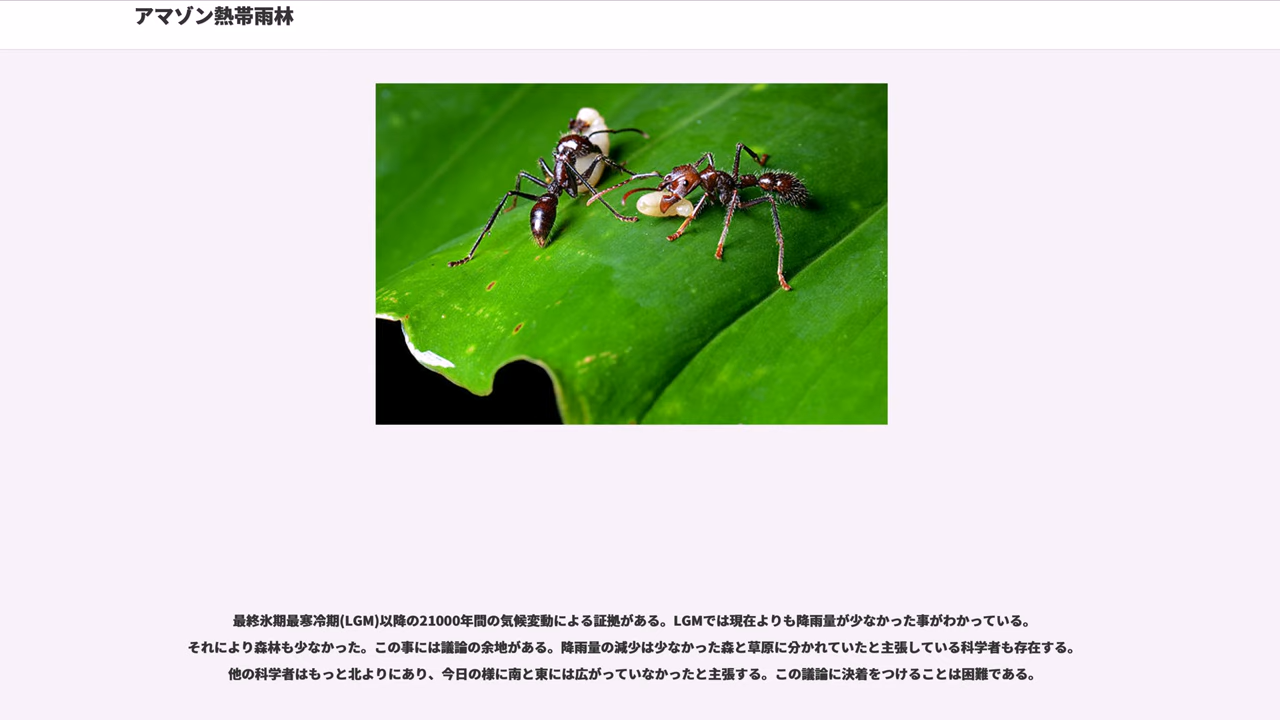 アマゾン熱帯雨林
最終氷期最寒冷期(LGM)以降の21000年間の気候変動による証拠がある。LGMでは現在よりも降雨量が少なかった事がわかっている。
それにより森林も少なかった。この事には議論の余地がある。降雨量の減少は少なかった森と草原に分かれていたと主張している科学者も存在する。
他の科学者はもっと北よりにあり、今日の様に南と東には広がっていなかったと主張する。この議論に決着をつけることは困難である。